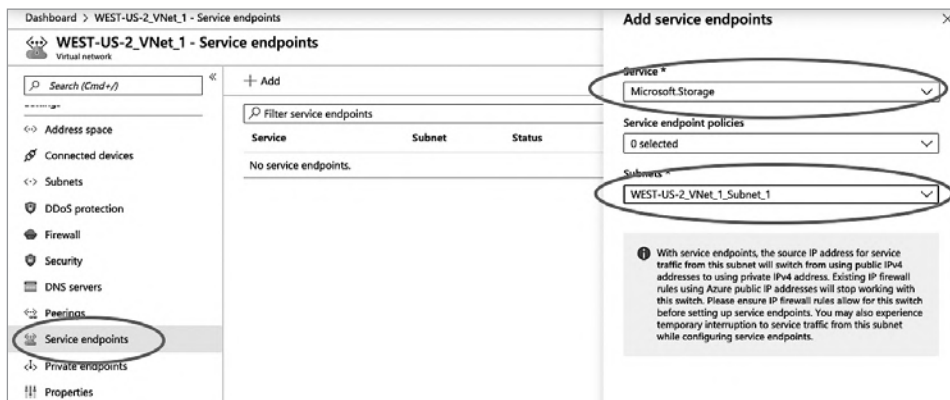 Dashboard > WEST-US-2_VNet_1 - Service endpoints
WEST-US-2_VNet_1 - Service endpoints
Virtual network
Search (Cmd+/)
Address space
Connected devices
Subnets
DDoS protection
Firewall
Security
DNS servers
Peerings
Service endpoints
Private endpoints
Properties
+ Add
Filter service endpoints
Service Subnet Status
No service endpoints.
Add service endpoints
Service *
Microsoft.Storage
Service endpoint policies
0 selected
Subnets *
WEST-US-2_VNet_1_Subnet_1
With service endpoints, the source IP address for service
traffic from this subnet will switch from using public IPv4
addresses to using private IPv4 address. Existing IP firewall
rules using Azure public IP addresses will stop working with
this switch. Please ensure IP firewall rules allow for this switch
before setting up service endpoints. You may also experience
temporary interruption to service traffic from this subnet
while configuring service endpoints.